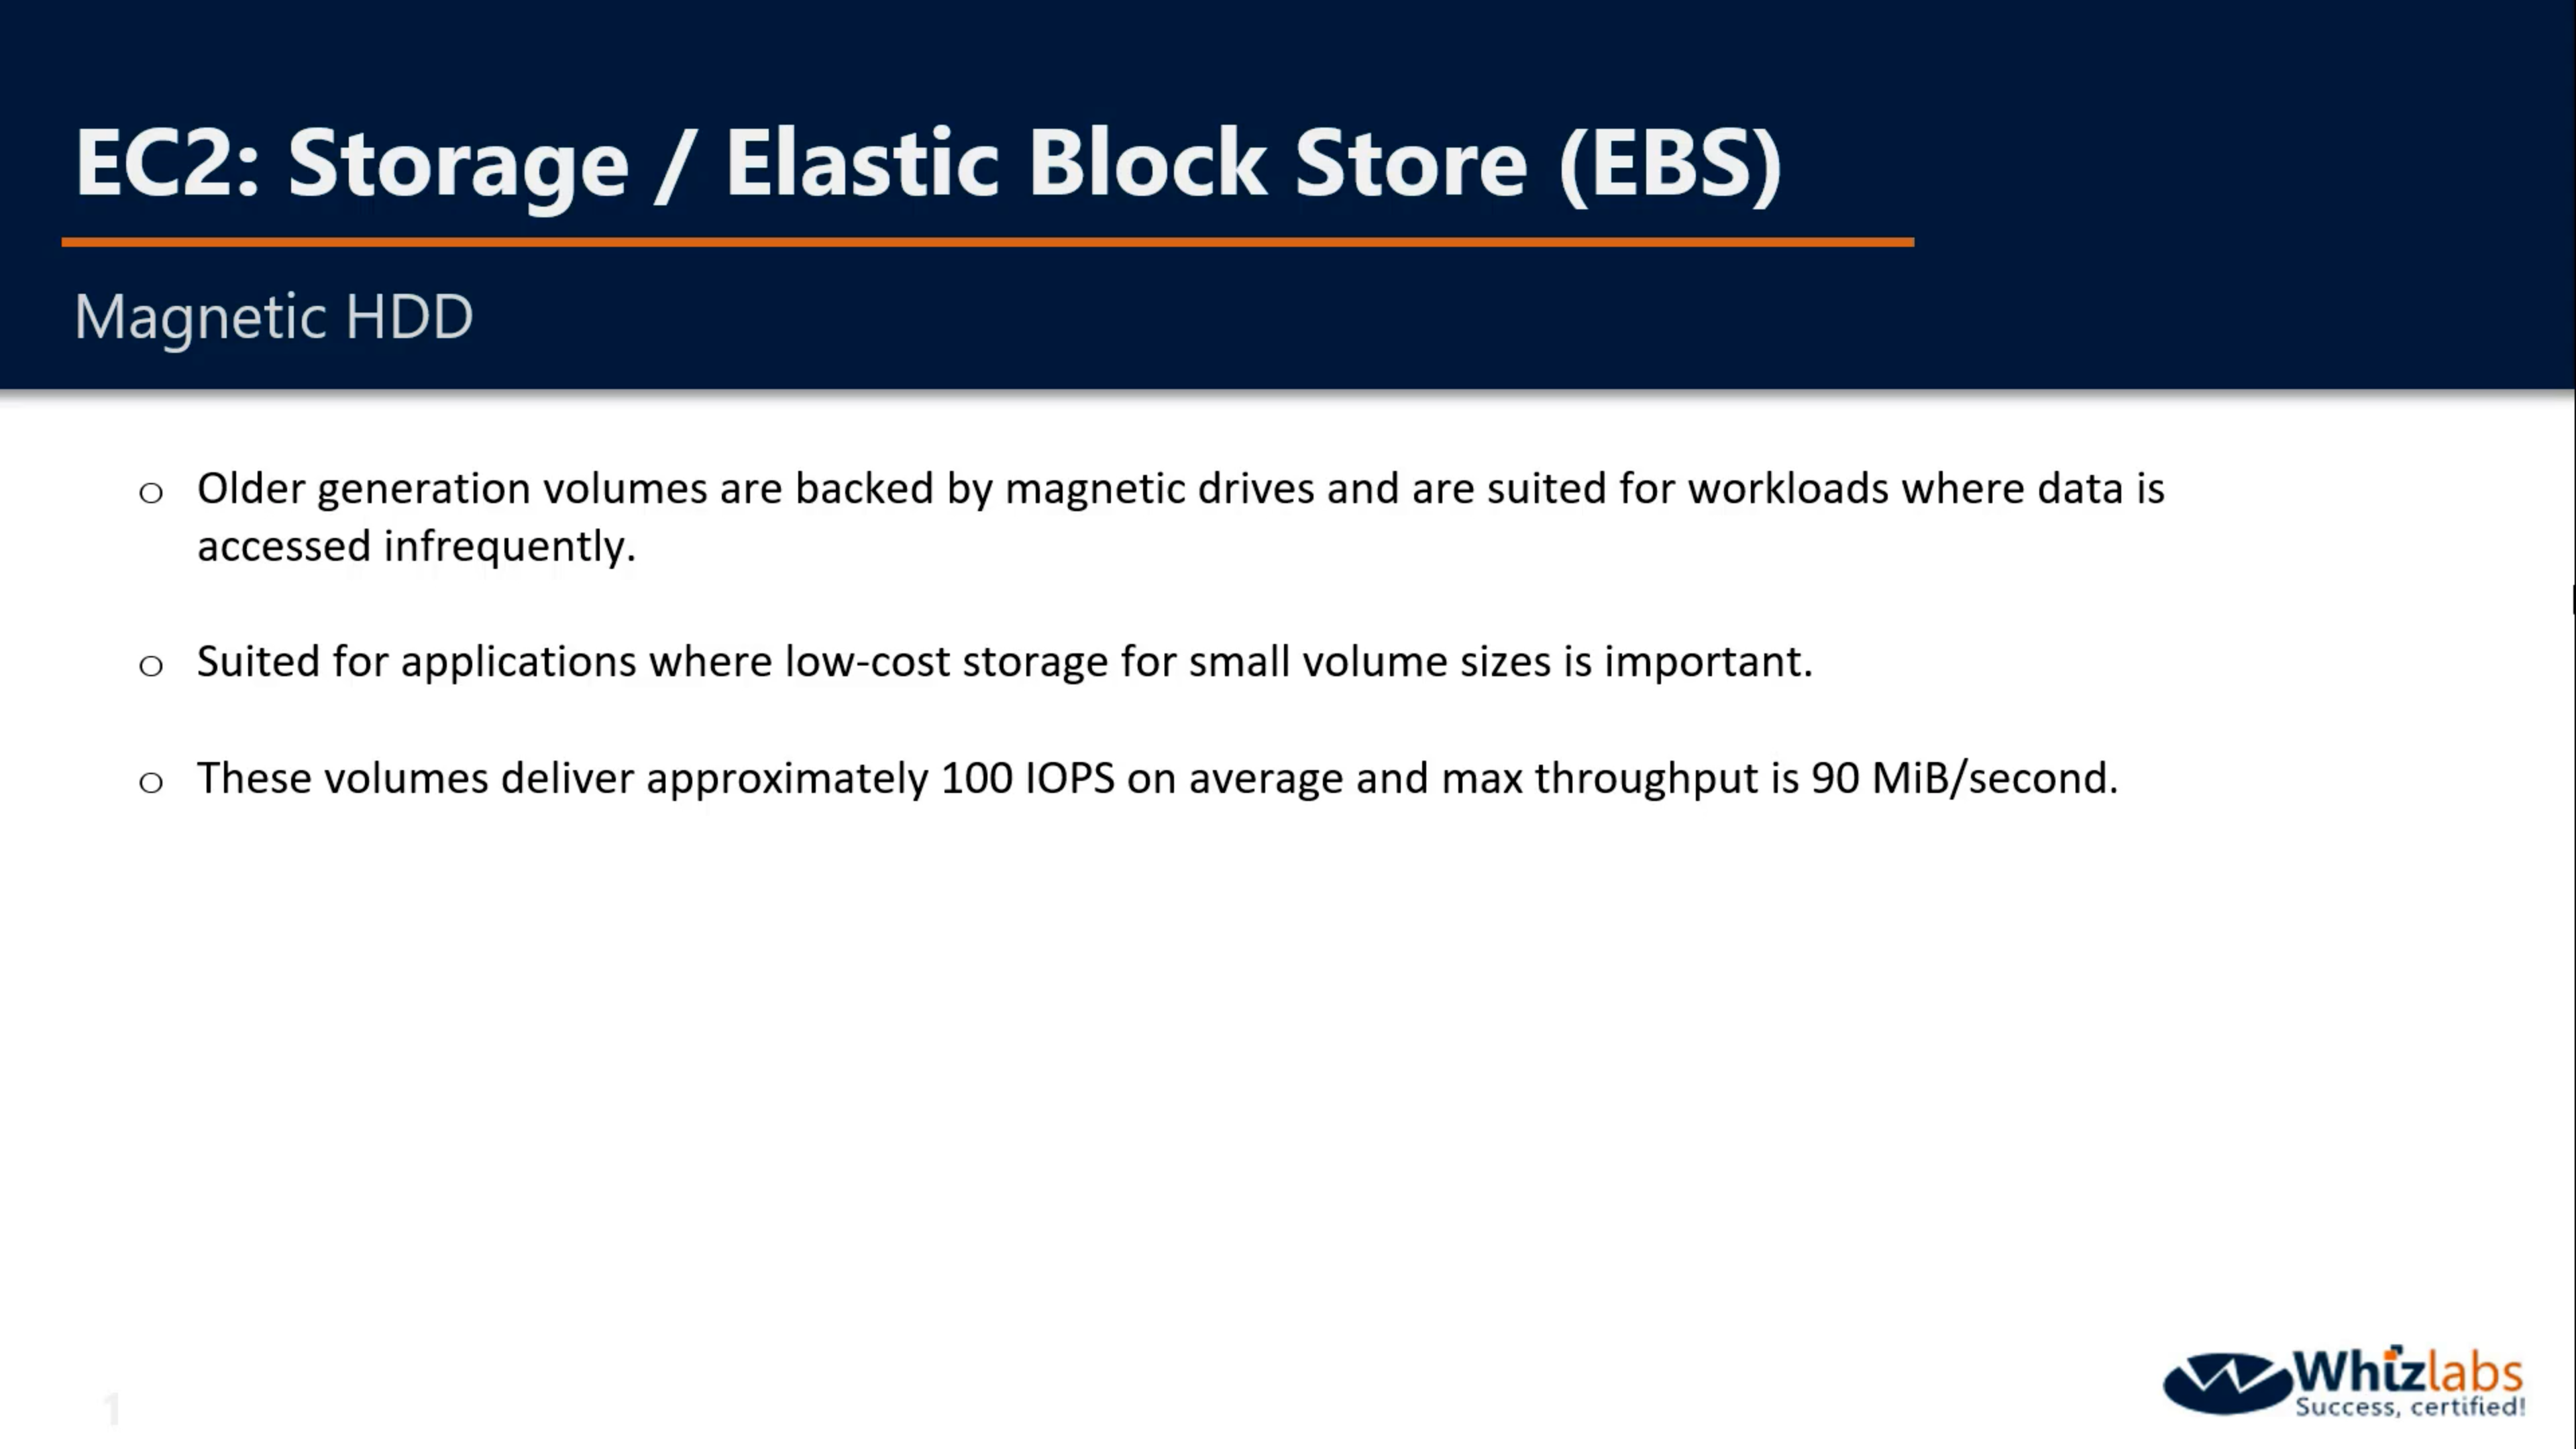 EC2: Storage / Elastic Block Store (EBS)
Magnetic HDD
o Older generation volumes are backed by magnetic drives and are suited for workloads where data is
accessed infrequently.
o Suited for applications where low-cost storage for small volume sizes is important.
o These volumes deliver approximately 100 IOPS on average and max throughput is 90 MiB/second.
1
Whizlabs
Success, certified!